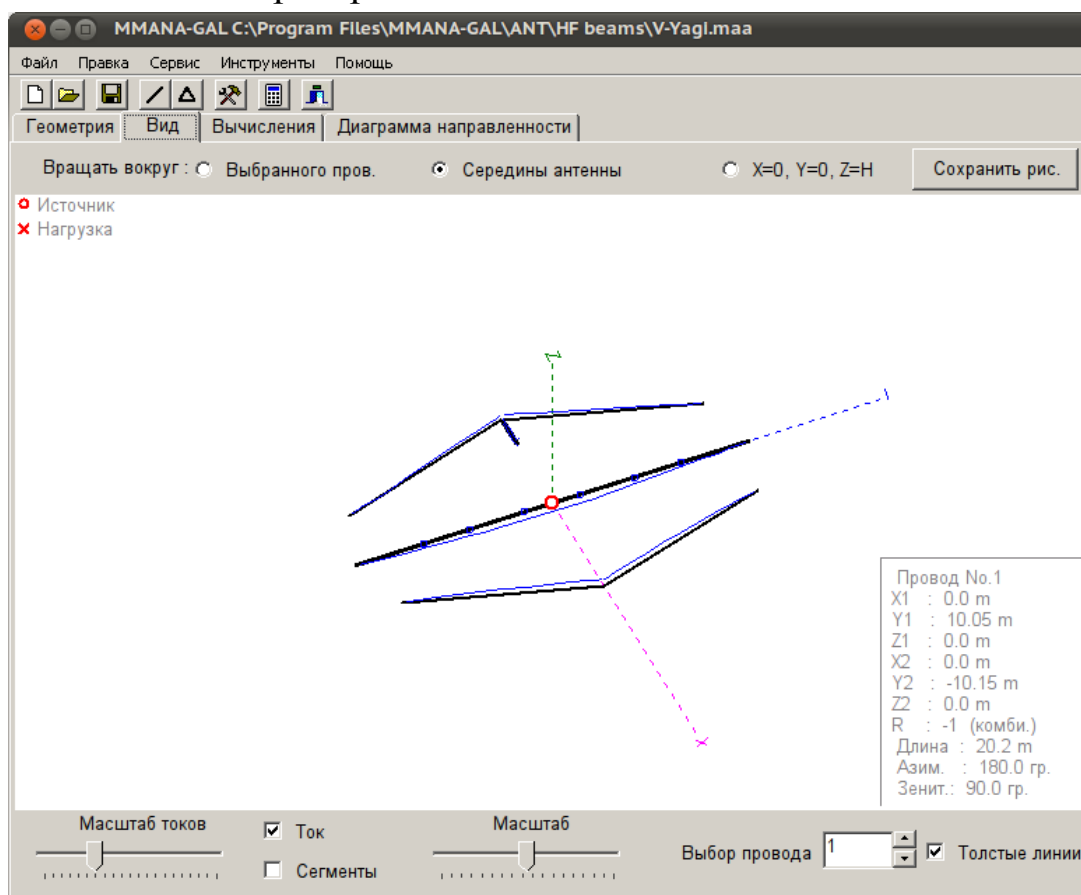 MMANA-GAL C:\Program Files\MMANA-GAL\ANT\HF beams\V-Yagi.maa
Файл Правка Сервис Инструменты Помощь
Геометрия Вид Вычисления Диаграмма направленности
Вращать вокруг : Выбранного пров. Середины антенны X=0, Y=0, Z=H Сохранить рис.
Источник
Нагрузка
Z
Y
X
Провод No.1
X1 : 0.0 m
Y1 : 10.05 m
Z1 : 0.0 m
X2 : 0.0 m
Y2 : -10.15 m
Z2 : 0.0 m
R : -1 (комби.)
Длина : 20.2 m
Азим. : 180.0 гр.
Зенит.: 90.0 гр.
Масштаб токов Ток Масштаб
Выбор провода 1 Толстые линии
Сегменты